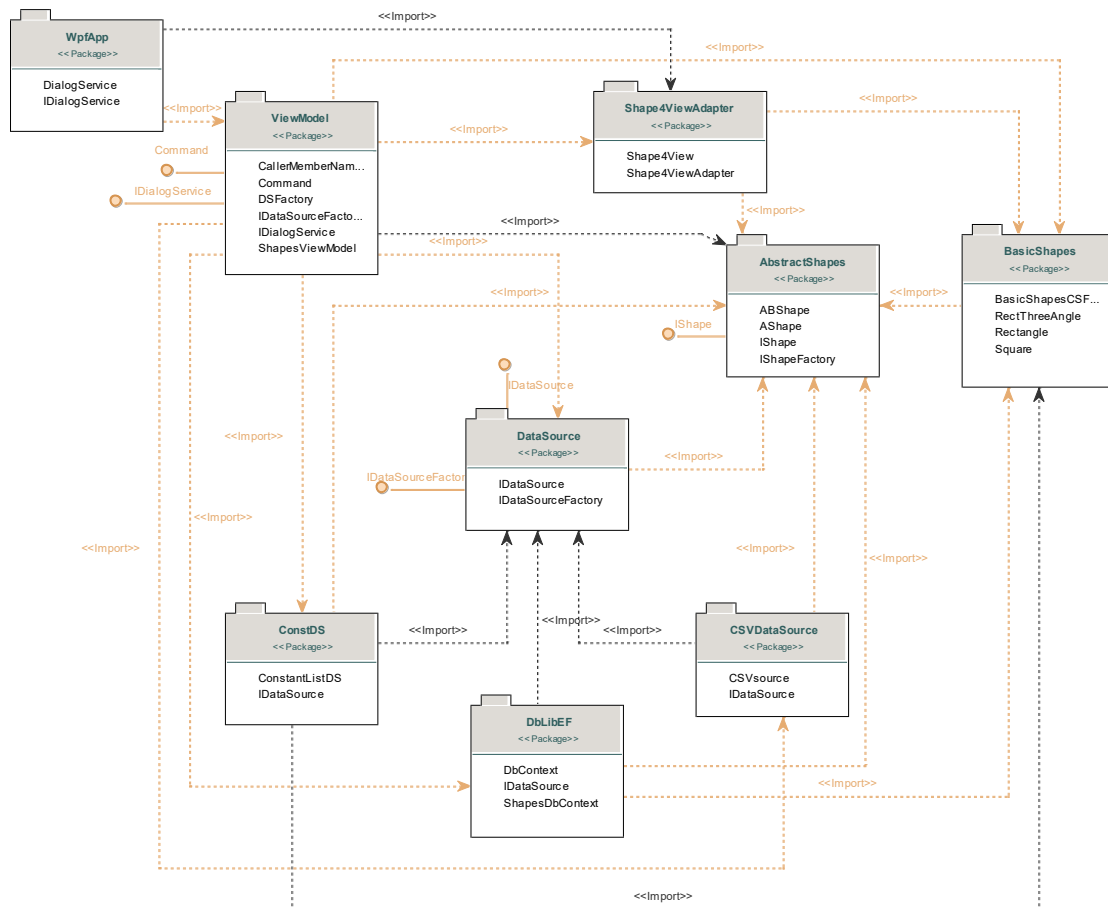 <<Import>>
WpfApp
<<Package>>
DialogService
IDialogService
<<Import>>
<<Import>>
ViewModel
<<Package>>
CallerMemberNam...
Command
DSFactory
IDataSourceFacto...
IDialogService
ShapesViewModel
Command
IDialogService
<<Import>>
Shape4ViewAdapter
<<Package>>
Shape4View
Shape4ViewAdapter
<<Import>>
<<Import>>
<<Import>>
<<Import>>
AbstractShapes
<<Package>>
ABShape
AShape
IShape
IShapeFactory
IShape
<<Import>>
BasicShapes
<<Package>>
BasicShapesCSF...
RectThreeAngle
Rectangle
Square
<<Import>>
<<Import>>
IDataSource
DataSource
<<Package>>
IDataSource
IDataSourceFactory
IDataSourceFactor
<<Import>>
<<Import>>
<<Import>>
<<Import>>
<<Import>>
<<Import>>
ConstDS
<<Package>>
ConstantListDS
IDataSource
<<Import>>
<<Import>>
<<Import>>
CSVDataSource
<<Package>>
CSVsource
IDataSource
DbLibEF
<<Package>>
DbContext
IDataSource
ShapesDbContext
<<Import>>
<<Import>>